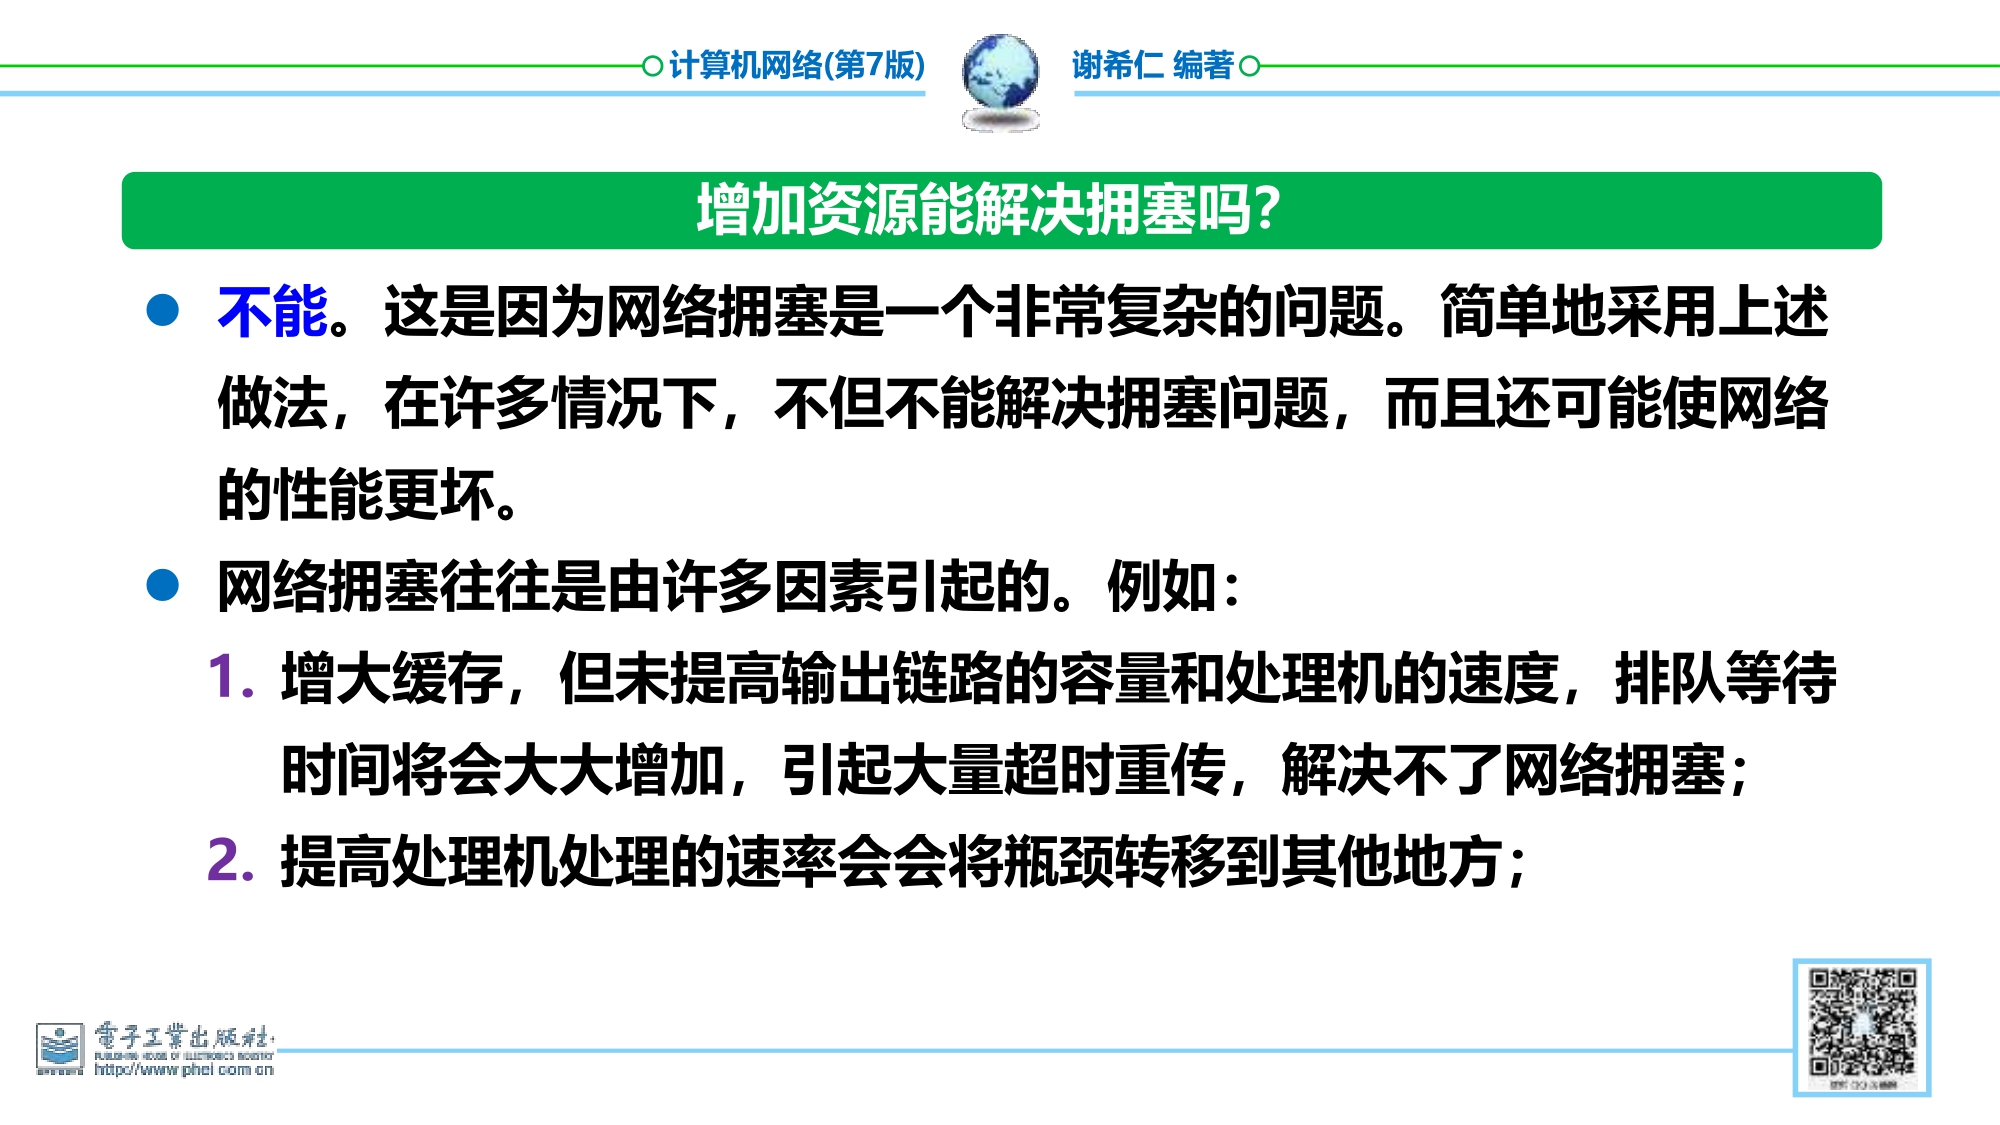 计算机网络(第7版)
谢希仁 编著
增加资源能解决拥塞吗?
不能。这是因为网络拥塞是一个非常复杂的问题。简单地采用上述
做法，在许多情况下，不但不能解决拥塞问题，而且还可能使网络
的性能更坏。
网络拥塞往往是由许多因素引起的。例如：
1. 增大缓存，但未提高输出链路的容量和处理机的速度，排队等待
时间将会大大增加，引起大量超时重传，解决不了网络拥塞；
2. 提高处理机处理的速率会会将瓶颈转移到其他地方；
電子工業出版社
PUBLISHING HOUSE OF ELECTRONICS INDUSTRY
http://www.phei.com.cn